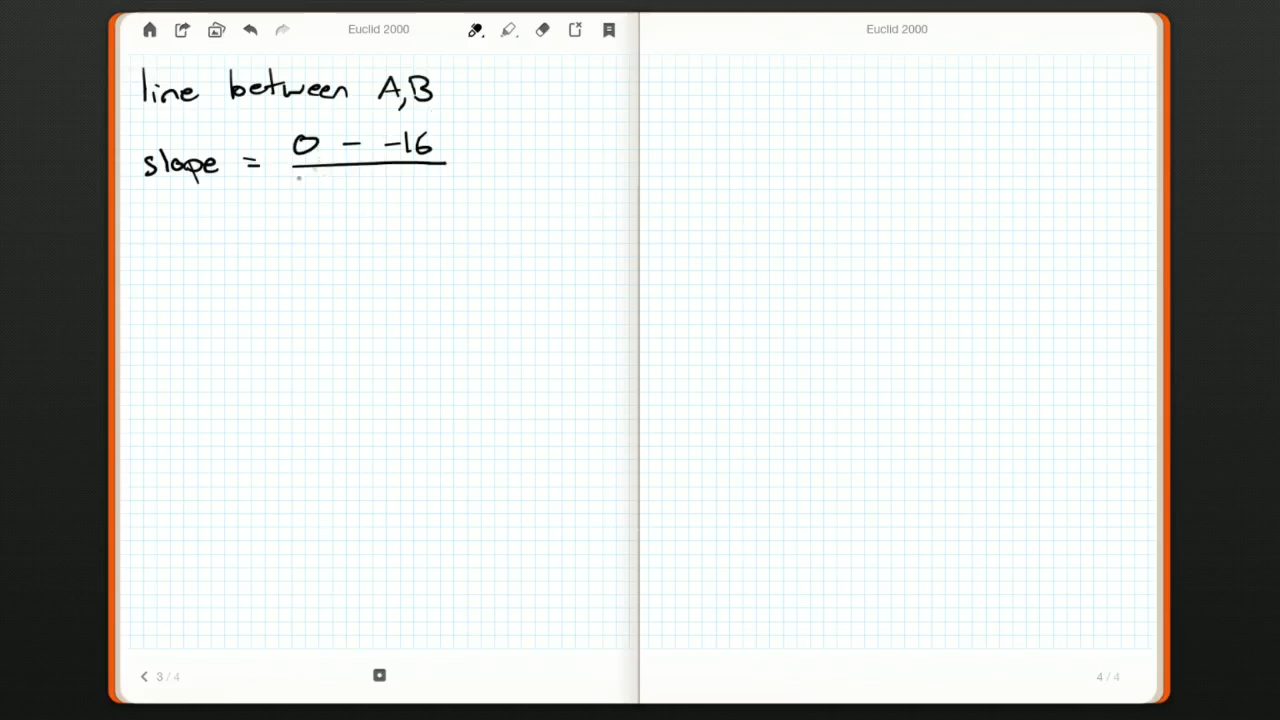 Euclid 2000
Euclid 2000
line between A,B
slope = 0 - -16
3 / 4
4 / 4